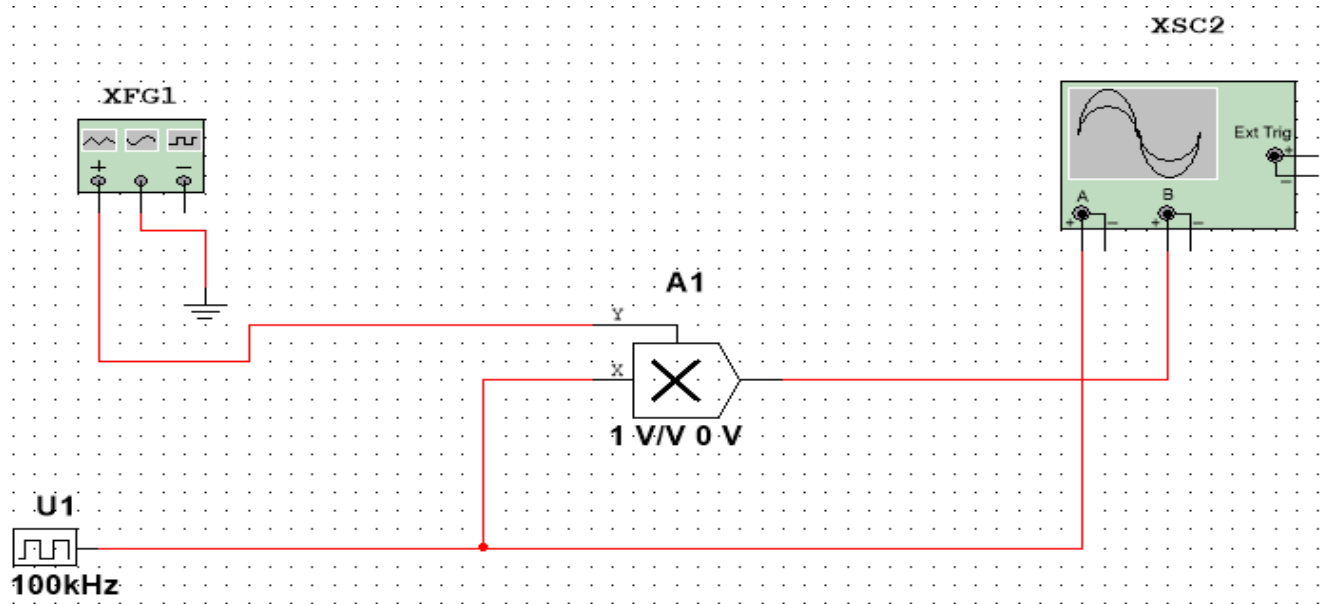 XSC2
XFG1
Ext Trig
+
−
+ −
A B
+ − + −
A1
Y
X
1 V/V 0 V
U1
100kHz